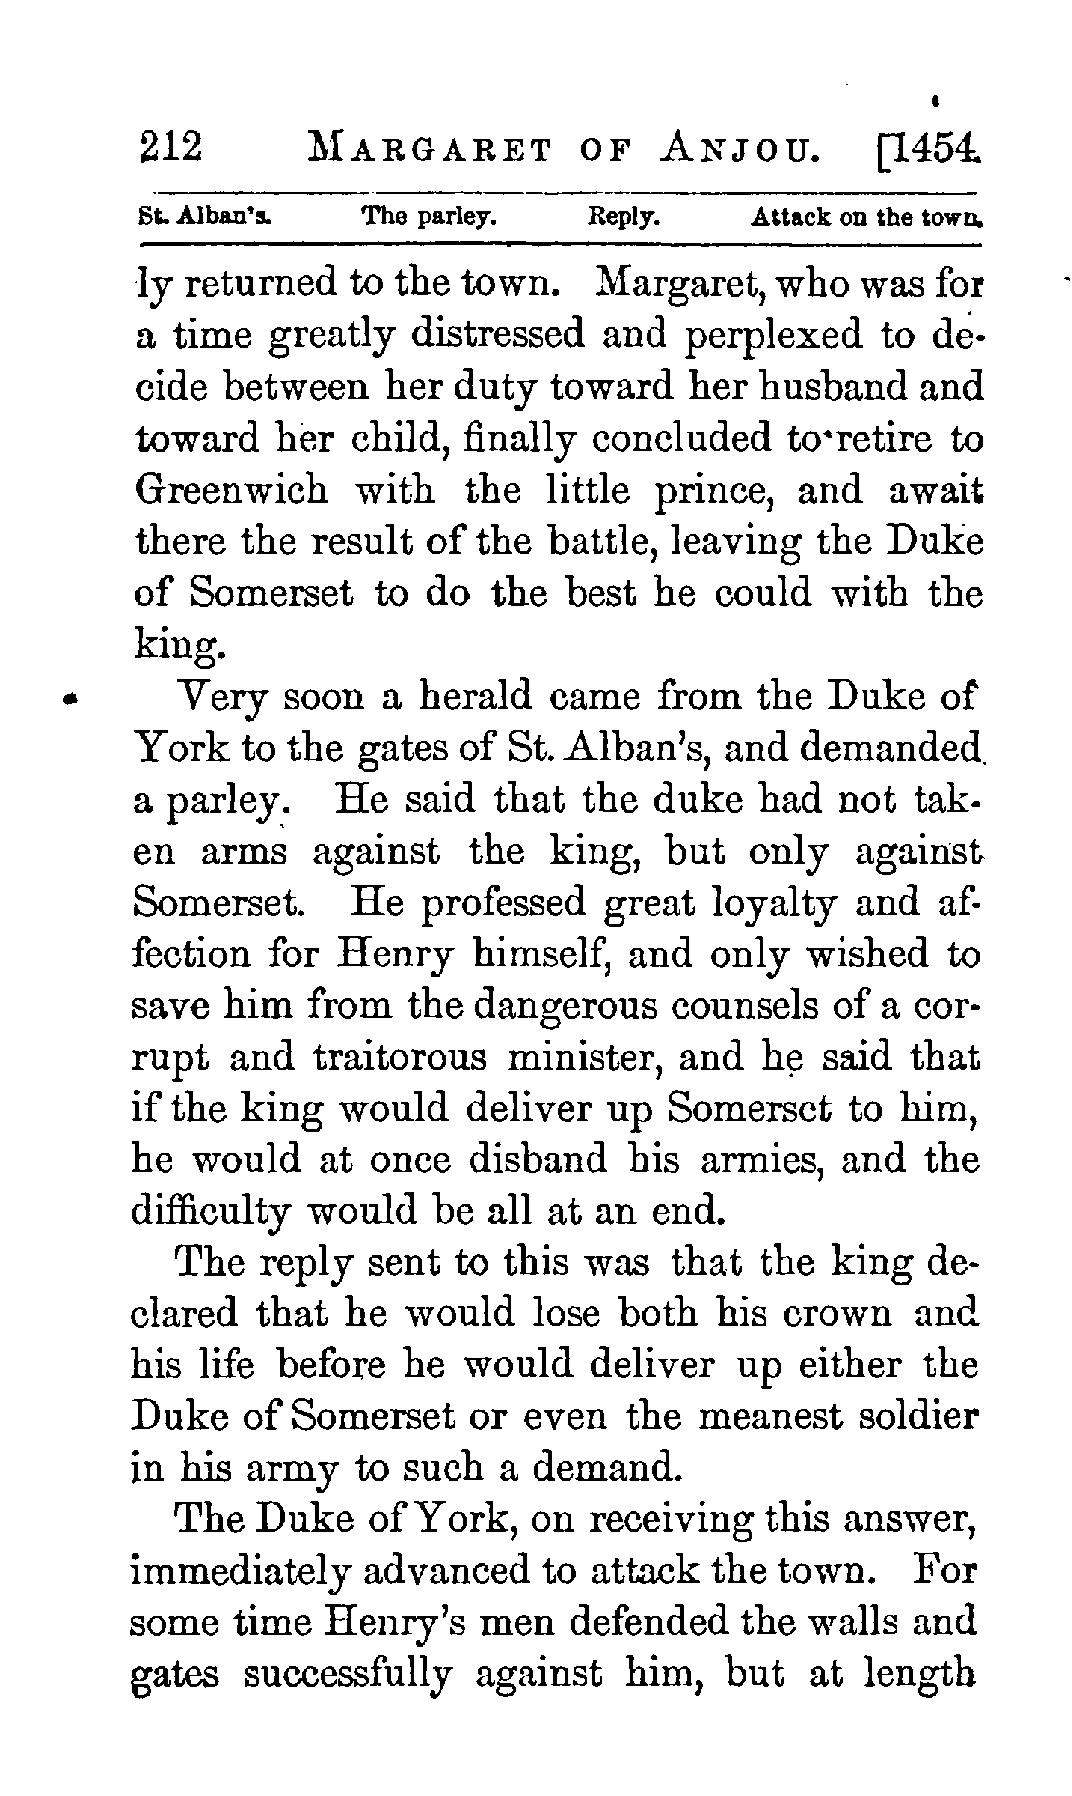 212 MARGARET OF ANJOU. [1454.
St. Alban's. The parley. Reply. Attack on the town.
ly returned to the town. Margaret, who was for
a time greatly distressed and perplexed to de-
cide between her duty toward her husband and
toward her child, finally concluded to retire to
Greenwich with the little prince, and await
there the result of the battle, leaving the Duke
of Somerset to do the best he could with the
king.
Very soon a herald came from the Duke of
York to the gates of St. Alban's, and demanded
a parley. He said that the duke had not tak-
en arms against the king, but only against
Somerset. He professed great loyalty and af-
fection for Henry himself, and only wished to
save him from the dangerous counsels of a cor-
rupt and traitorous minister, and he said that
if the king would deliver up Somerset to him,
he would at once disband his armies, and the
difficulty would be all at an end.
The reply sent to this was that the king de-
clared that he would lose both his crown and
his life before he would deliver up either the
Duke of Somerset or even the meanest soldier
in his army to such a demand.
The Duke of York, on receiving this answer,
immediately advanced to attack the town. For
some time Henry's men defended the walls and
gates successfully against him, but at length